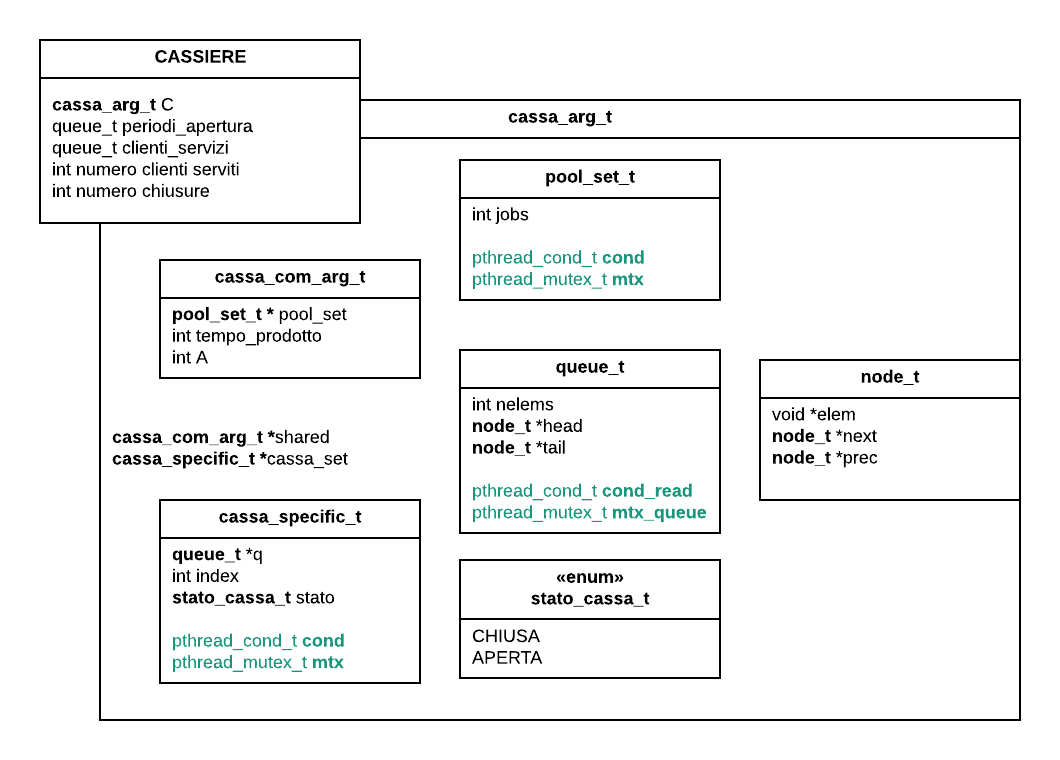 CASSIERE
cassa_arg_t C
queue_t periodi_apertura
queue_t clienti_servizi
int numero clienti serviti
int numero chiusure
cassa_arg_t
pool_set_t
int jobs
pthread_cond_t cond
pthread_mutex_t mtx
cassa_com_arg_t
pool_set_t * pool_set
int tempo_prodotto
int A
queue_t
int nelems
node_t *head
node_t *tail
pthread_cond_t cond_read
pthread_mutex_t mtx_queue
node_t
void *elem
node_t *next
node_t *prec
cassa_com_arg_t *shared
cassa_specific_t *cassa_set
cassa_specific_t
queue_t *q
int index
stato_cassa_t stato
pthread_cond_t cond
pthread_mutex_t mtx
«enum»
stato_cassa_t
CHIUSA
APERTA